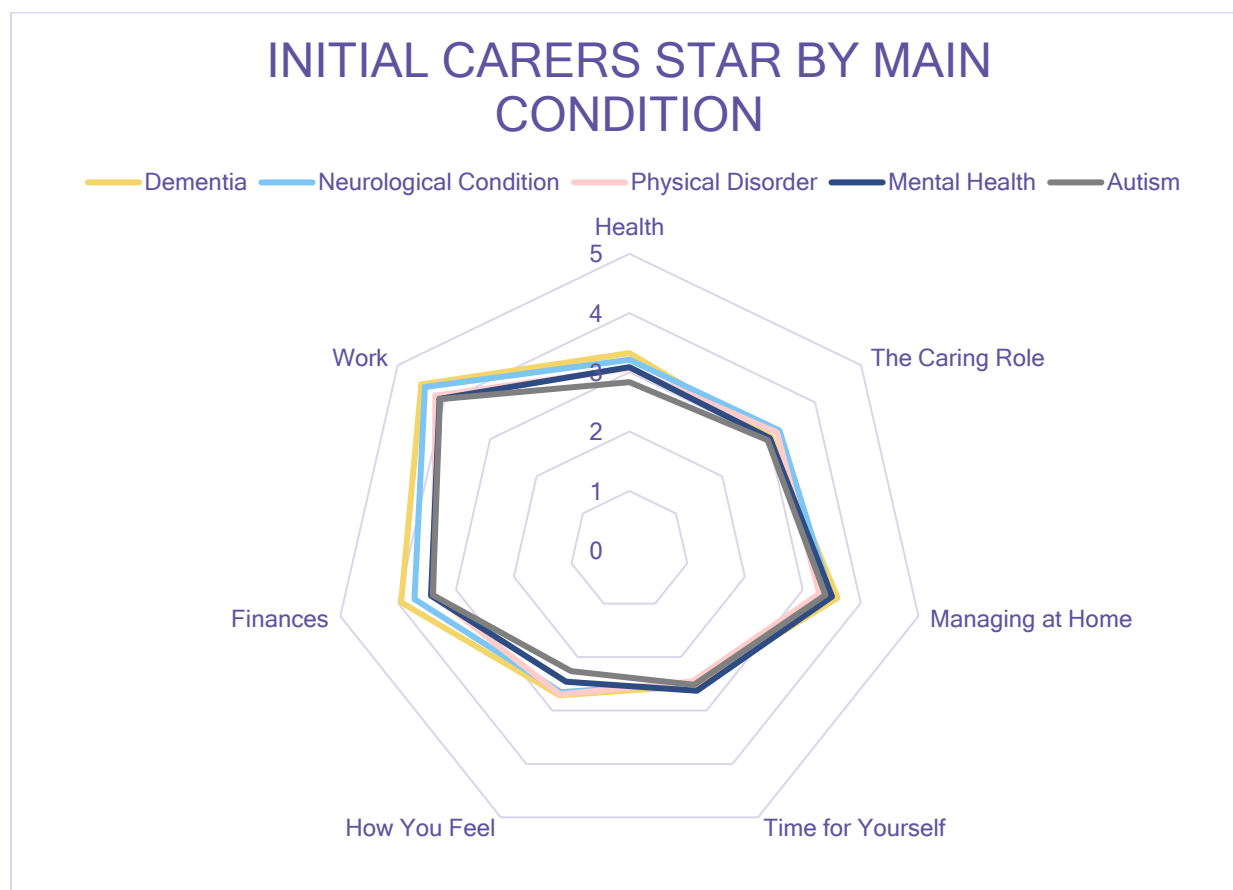 INITIAL CARERS STAR BY MAIN
CONDITION
Dementia Neurological Condition Physical Disorder Mental Health Autism
Health
5
4
Work
The Caring Role
3
2
1
0
Finances
Managing at Home
How You Feel
Time for Yourself